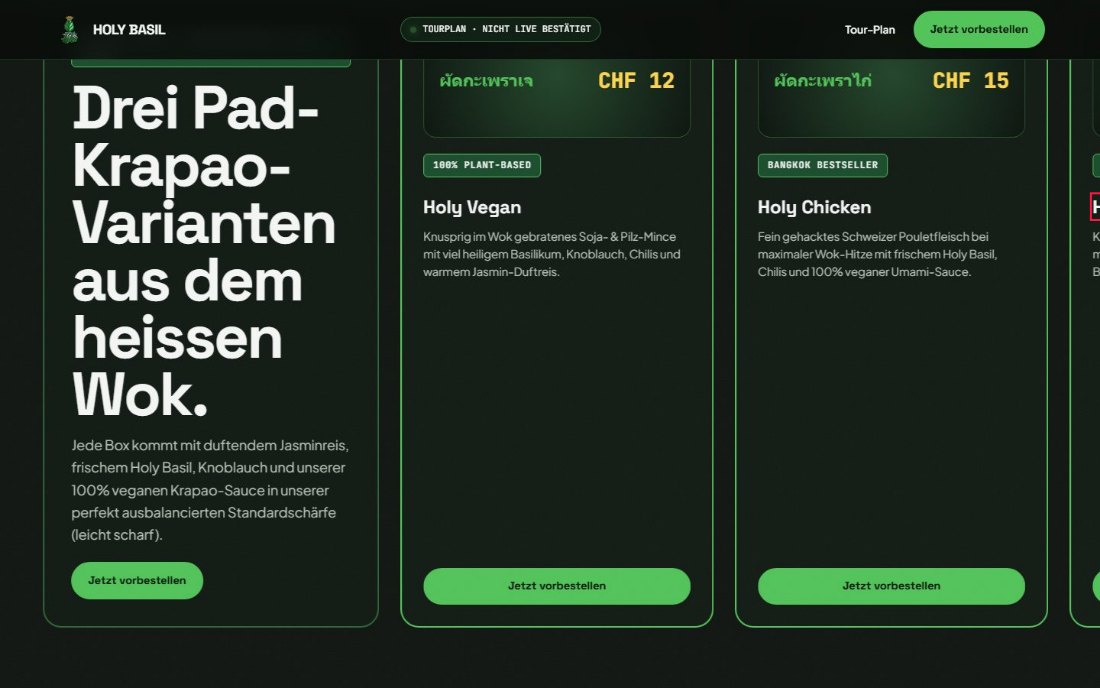 HOLY BASIL
TOURPLAN · NICHT LIVE BESTÄTIGT
Tour-Plan
Jetzt vorbestellen
Drei Pad-
Krapao-
Varianten
aus dem
heissen
Wok.
Jede Box kommt mit duftendem Jasminreis,
frischem Holy Basil, Knoblauch und unserer
100% veganen Krapao-Sauce in unserer
perfekt ausbalancierten Standardschärfe
(leicht scharf).
Jetzt vorbestellen
ผัดกะเพราเจ
CHF 12
100% PLANT-BASED
Holy Vegan
Knusprig im Wok gebratenes Soja- & Pilz-Mince
mit viel heiligem Basilikum, Knoblauch, Chilis und
warmem Jasmin-Duftreis.
Jetzt vorbestellen
ผัดกะเพราไก่
CHF 15
BANGKOK BESTSELLER
Holy Chicken
Fein gehacktes Schweizer Pouletfleisch bei
maximaler Wok-Hitze mit frischem Holy Basil,
Chilis und 100% veganer Umami-Sauce.
Jetzt vorbestellen